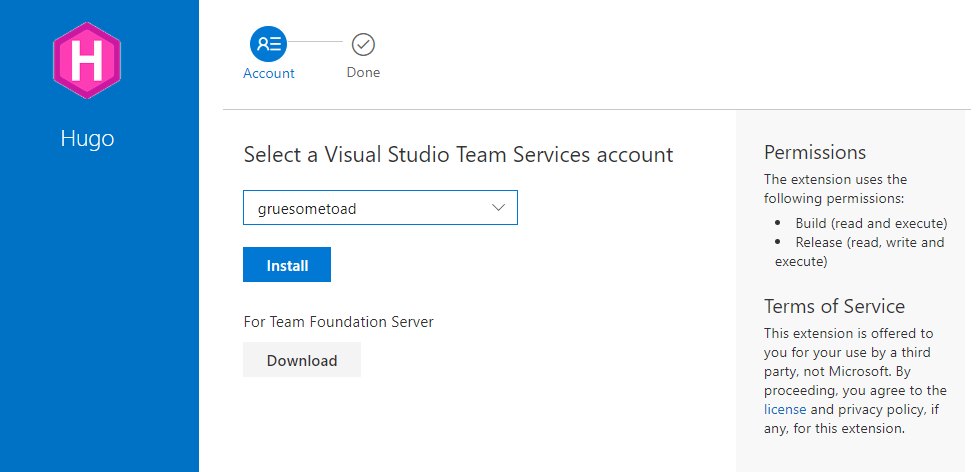 H
Hugo
Account
Done
Select a Visual Studio Team Services account
gruesometoad
Install
For Team Foundation Server
Download
Permissions
The extension uses the
following permissions:
• Build (read and execute)
• Release (read, write and
execute)
Terms of Service
This extension is offered to
you for your use by a third
party, not Microsoft. By
proceeding, you agree to the
license and privacy policy, if
any, for this extension.